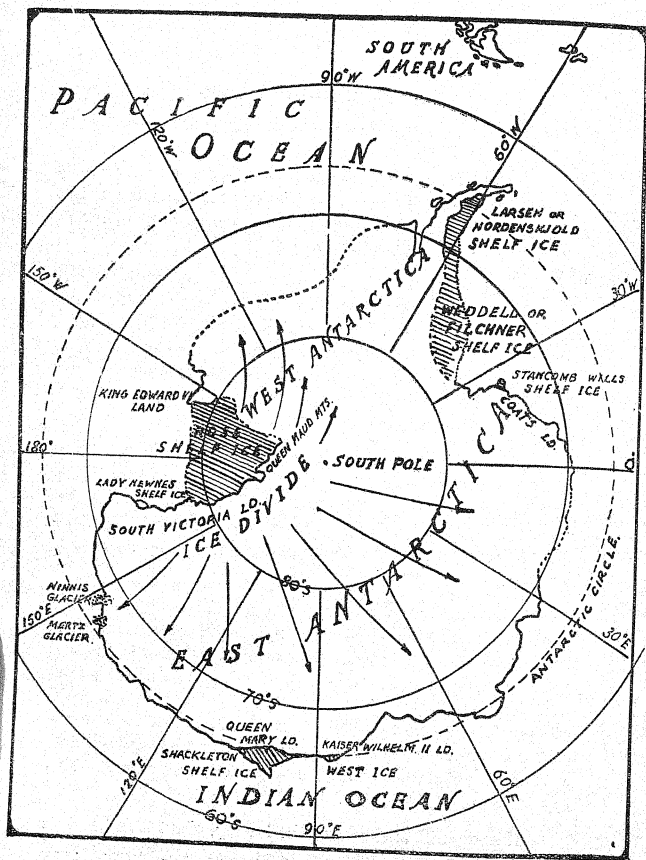 SOUTH
AMERICA
90°W
PACIFIC
OCEAN
120°W
60°W
LARSEN OR
NORDENSKJOLD
SHELF ICE
150°W
30°W
WEDDELL OR
FILCHNER
SHELF ICE
WEST ANTARCTICA
STANCOMB WILLS
SHELF ICE
COATS LD.
KING EDWARD VII
LAND
ROSS
SHELF ICE
QUEEN MAUD MTS.
180°
SOUTH POLE
0°
LADY NEWNES
SHELF ICE
SOUTH VICTORIA LD.
ICE DIVIDE
EAST ANTARCTICA
80°S
NINNIS
GLACIER
150°E
MERTZ
GLACIER
30°E
ANTARCTIC CIRCLE.
70°S
QUEEN
MARY LD.
KAISER WILHELM II LD.
SHACKLETON
SHELF ICE
WEST ICE
120°E
60°E
INDIAN OCEAN
60°S
90°E